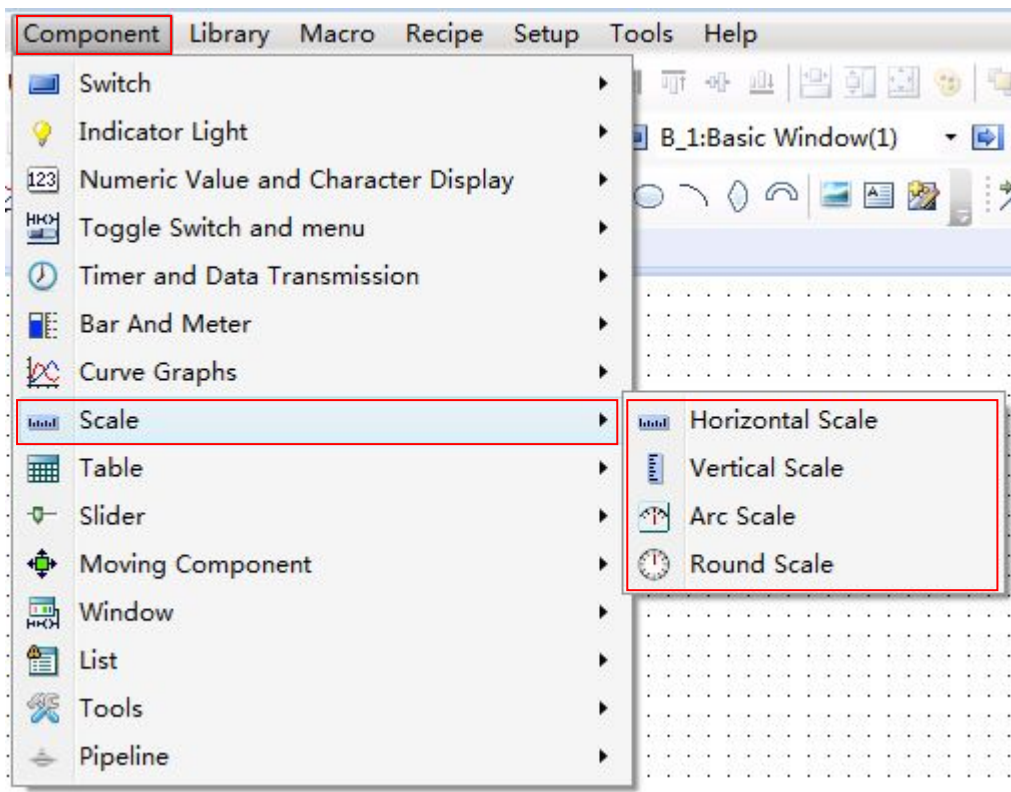 Component Library Macro Recipe Setup Tools Help
Switch
Indicator Light
B_1:Basic Window(1)
123 Numeric Value and Character Display
Toggle Switch and menu
Timer and Data Transmission
Bar And Meter
Curve Graphs
Scale
Horizontal Scale
Table
Vertical Scale
Slider
Arc Scale
Moving Component
Round Scale
Window
List
Tools
Pipeline